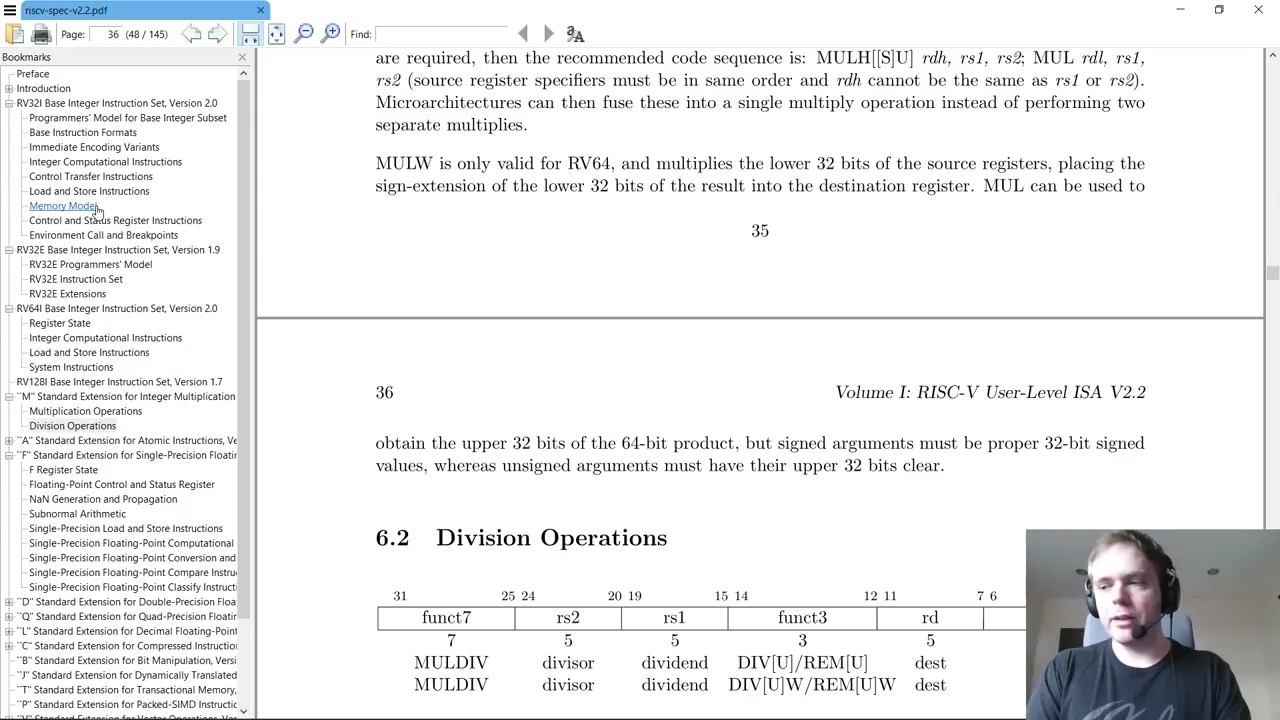 riscv-spec-v2.2.pdf
Page: 36 (48 / 145) Find:
Bookmarks
Preface
Introduction
RV32I Base Integer Instruction Set, Version 2.0
Programmers' Model for Base Integer Subset
Base Instruction Formats
Immediate Encoding Variants
Integer Computational Instructions
Control Transfer Instructions
Load and Store Instructions
Memory Model
Control and Status Register Instructions
Environment Call and Breakpoints
RV32E Base Integer Instruction Set, Version 1.9
RV32E Programmers' Model
RV32E Instruction Set
RV32E Extensions
RV64I Base Integer Instruction Set, Version 2.0
Register State
Integer Computational Instructions
Load and Store Instructions
System Instructions
RV128I Base Integer Instruction Set, Version 1.7
``M'' Standard Extension for Integer Multiplication
Multiplication Operations
Division Operations
``A'' Standard Extension for Atomic Instructions, Ve
``F'' Standard Extension for Single-Precision Floatin
F Register State
Floating-Point Control and Status Register
NaN Generation and Propagation
Subnormal Arithmetic
Single-Precision Load and Store Instructions
Single-Precision Floating-Point Computational
Single-Precision Floating-Point Conversion and
Single-Precision Floating-Point Compare Instru
Single-Precision Floating-Point Classify Instruct
``D'' Standard Extension for Double-Precision Floa
``Q'' Standard Extension for Quad-Precision Floatin
``L'' Standard Extension for Decimal Floating-Point
``C'' Standard Extension for Compressed Instruction
``B'' Standard Extension for Bit Manipulation, Versi
``J'' Standard Extension for Dynamically Translated
``T'' Standard Extension for Transactional Memory,
``P'' Standard Extension for Packed-SIMD Instructio
``V'' Standard Extension for Vector Operations, Ver
are required, then the recommended code sequence is: MULH[[S]U] rdh, rs1, rs2; MUL rdl, rs1,
rs2 (source register specifiers must be in same order and rdh cannot be the same as rs1 or rs2).
Microarchitectures can then fuse these into a single multiply operation instead of performing two
separate multiplies.
MULW is only valid for RV64, and multiplies the lower 32 bits of the source registers, placing the
sign-extension of the lower 32 bits of the result into the destination register. MUL can be used to
35
36 Volume I: RISC-V User-Level ISA V2.2
obtain the upper 32 bits of the 64-bit product, but signed arguments must be proper 32-bit signed
values, whereas unsigned arguments must have their upper 32 bits clear.
6.2 Division Operations
31 25 24 20 19 15 14 12 11 7 6
funct7 rs2 rs1 funct3 rd
7 5 5 3 5
MULDIV divisor dividend DIV[U]/REM[U] dest
MULDIV divisor dividend DIV[U]W/REM[U]W dest